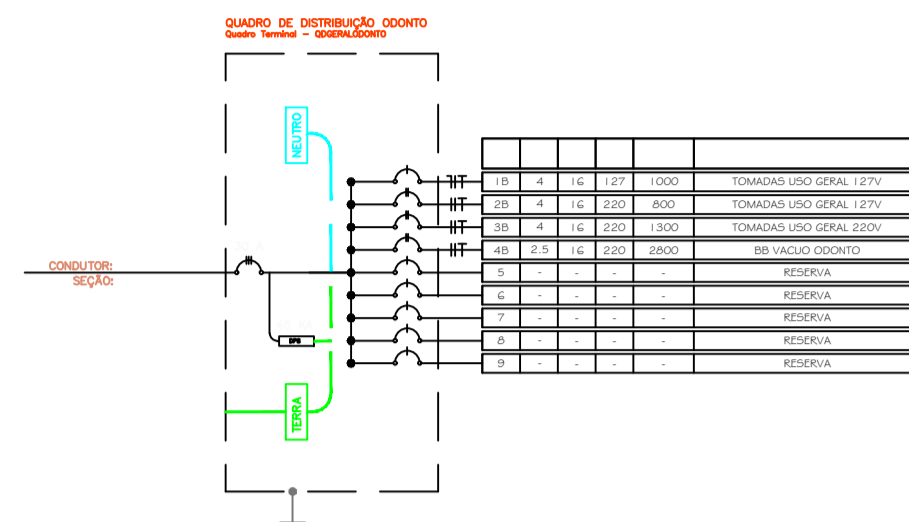 QUADRO DE DISTRIBUIÇÃO ODONTO
Quadro Terminal - QDGERALODONTO
NEUTRO
1B 4 16 127 1000 TOMADAS USO GERAL 127V
2B 4 16 220 800 TOMADAS USO GERAL 127V
3B 4 16 220 1300 TOMADAS USO GERAL 220V
4B 2.5 16 220 2800 BB VACUO ODONTO
CONDUTOR:
SEÇÃO:
5 - - - - RESERVA
6 - - - - RESERVA
7 - - - - RESERVA
DPS
8 - - - - RESERVA
9 - - - - RESERVA
TERRA